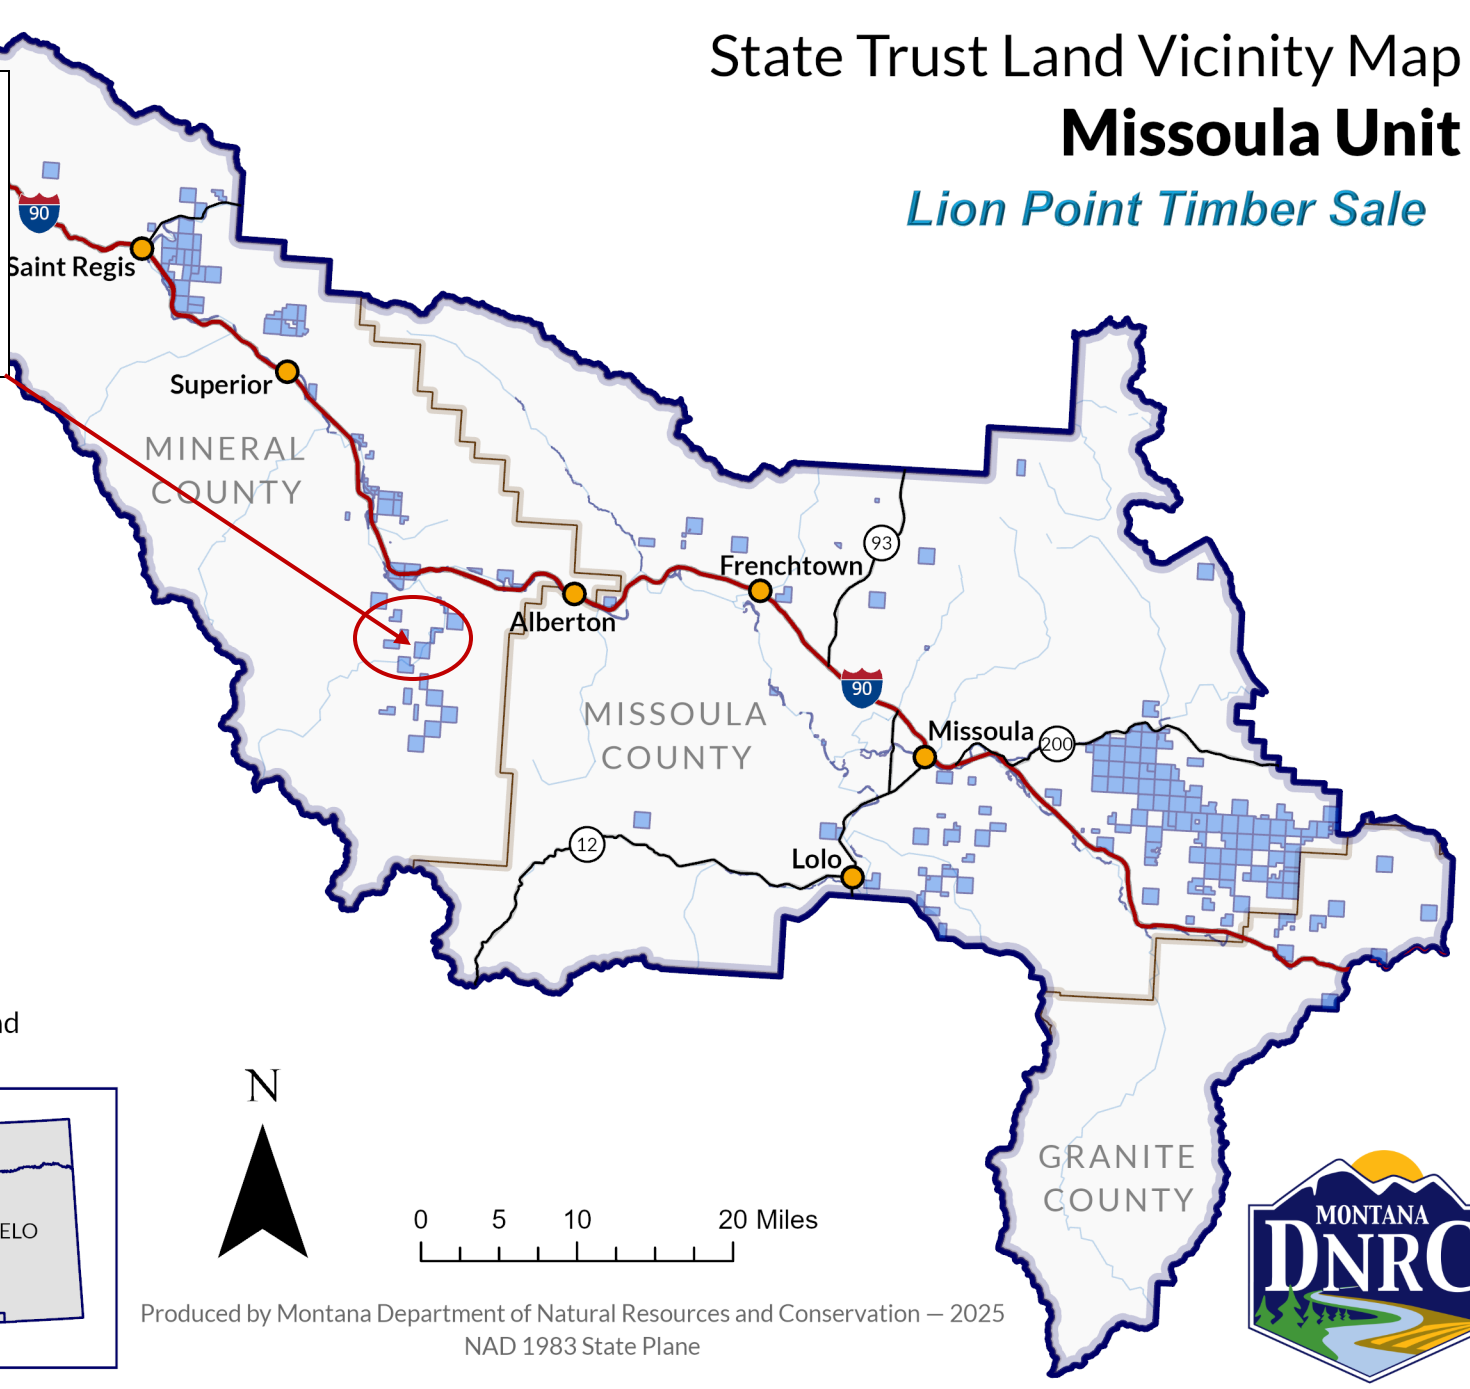 State Trust Land Vicinity Map
Missoula Unit
Lion Point Timber Sale
90
Saint Regis
Superior
MINERAL
COUNTY
93
Frenchtown
Alberton
90
MISSOULA
COUNTY
Missoula
200
12
Lolo
N
0 5 10 20 Miles
GRANITE
COUNTY
MONTANA
DNRC
Produced by Montana Department of Natural Resources and Conservation — 2025
NAD 1983 State Plane